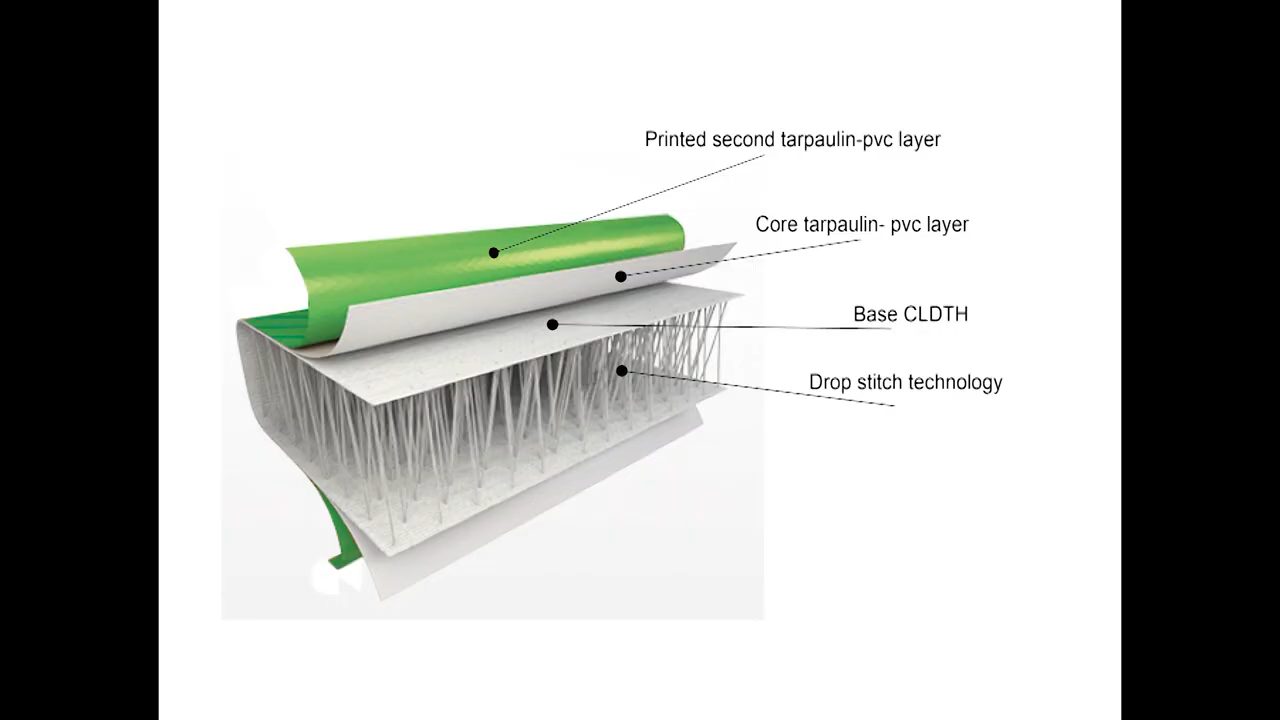 Printed second tarpaulin-pvc layer
Core tarpaulin- pvc layer
Base CLDTH
Drop stitch technology